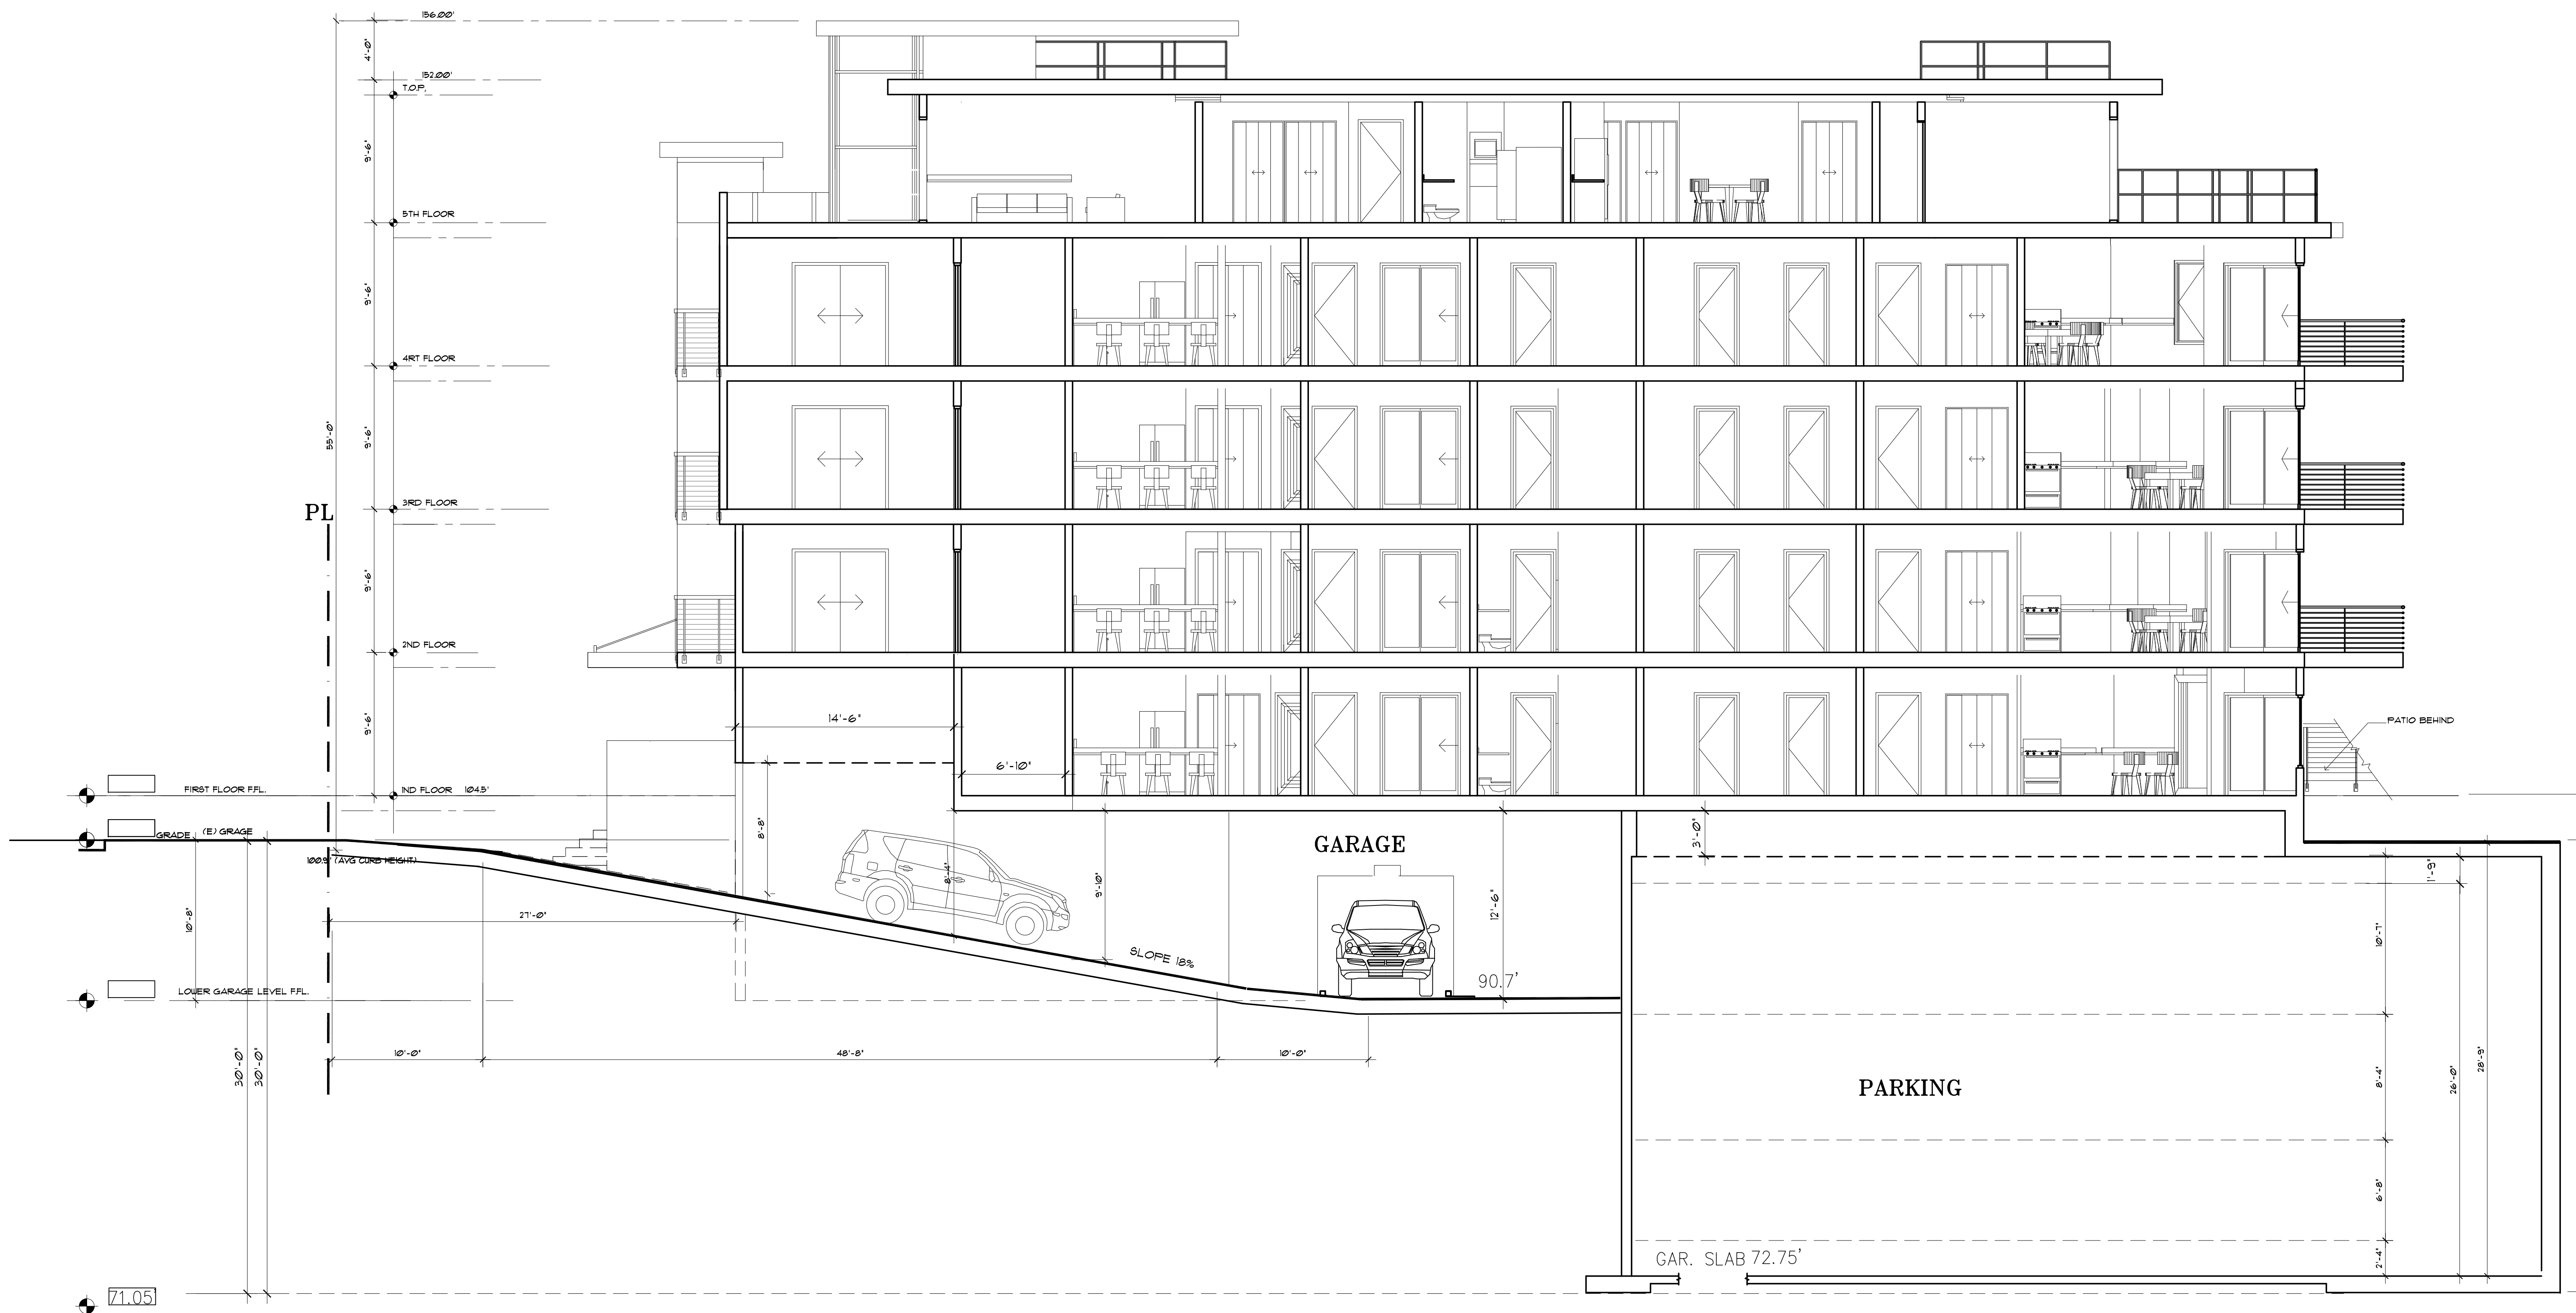 156.00'
4'-0"
152.00'
T.O.P.
9'-6"
5TH FLOOR
9'-6"
4RT FLOOR
55'-0"
9'-6"
3RD FLOOR
PL
9'-6"
2ND FLOOR
14'-6"
9'-6"
PATIO BEHIND
6'-10"
FIRST FLOOR F.FL.
1ND FLOOR 104.5'
GRADE
(E) GRAGE
8'-8"
GARAGE
3'-0"
100.9' (AVG CURB HEIGHT)
8'-4"
9'-10"
1'-9"
12'-6"
27'-0"
10'-8"
10'-7"
SLOPE 18%
90.7'
LOWER GARAGE LEVEL F.FL.
10'-0"
48'-8"
10'-0"
30'-0"
30'-0"
28'-9"
26'-0"
8'-4"
PARKING
6'-8"
GAR. SLAB 72.75'
2'-4"
71.05'